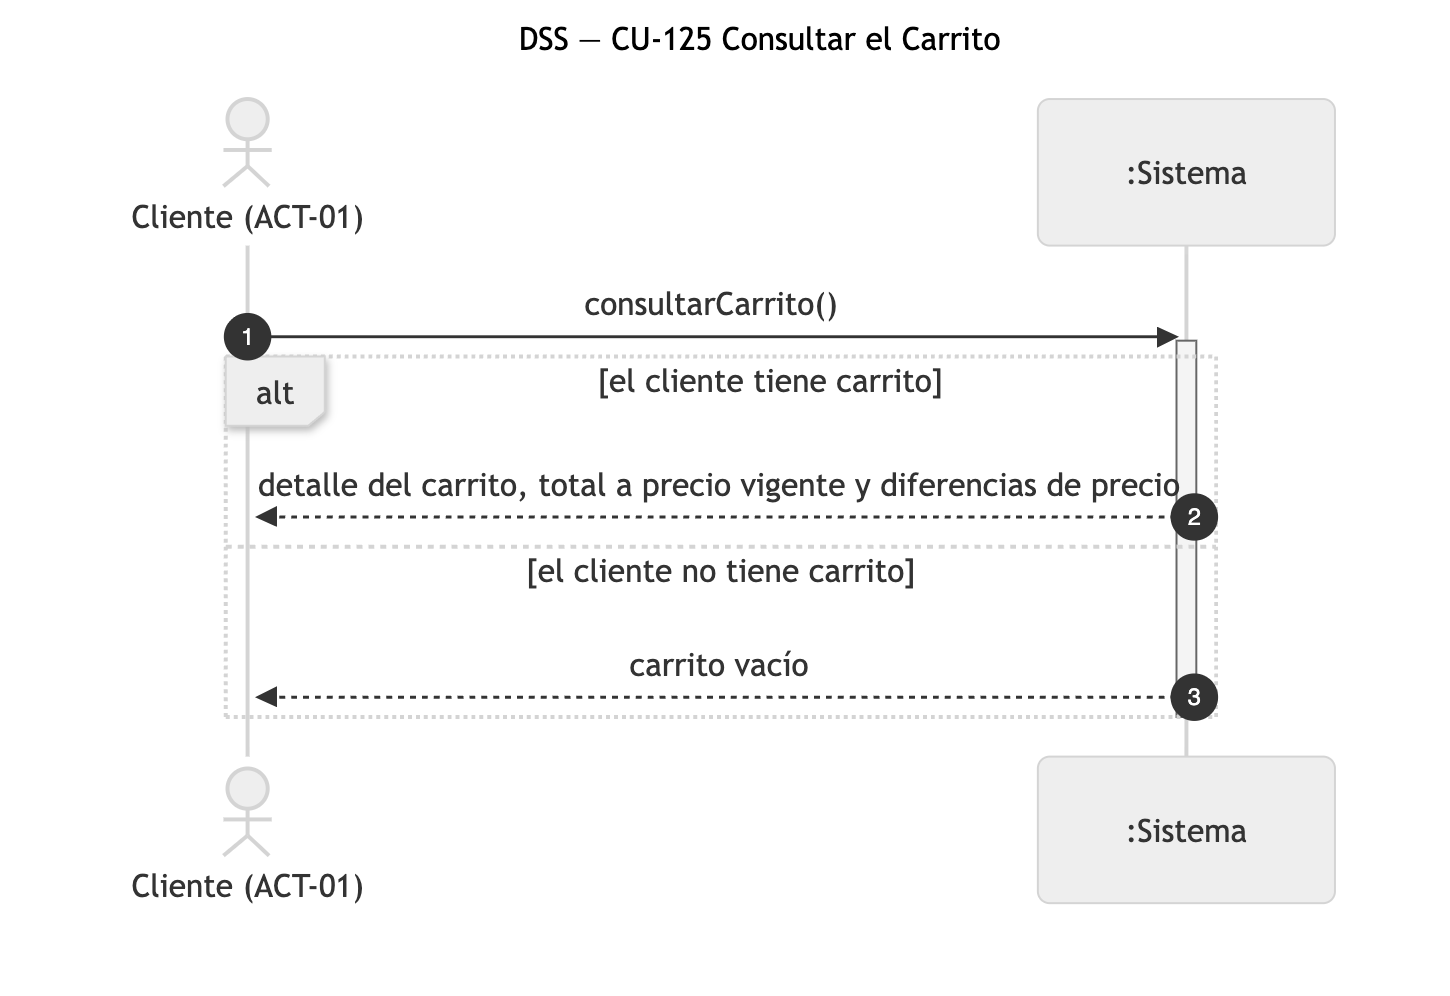 DSS — CU-125 Consultar el Carrito
Cliente (ACT-01)
:Sistema
consultarCarrito()
1
alt
[el cliente tiene carrito]
detalle del carrito, total a precio vigente y diferencias de precio
2
[el cliente no tiene carrito]
carrito vacío
3
Cliente (ACT-01)
:Sistema